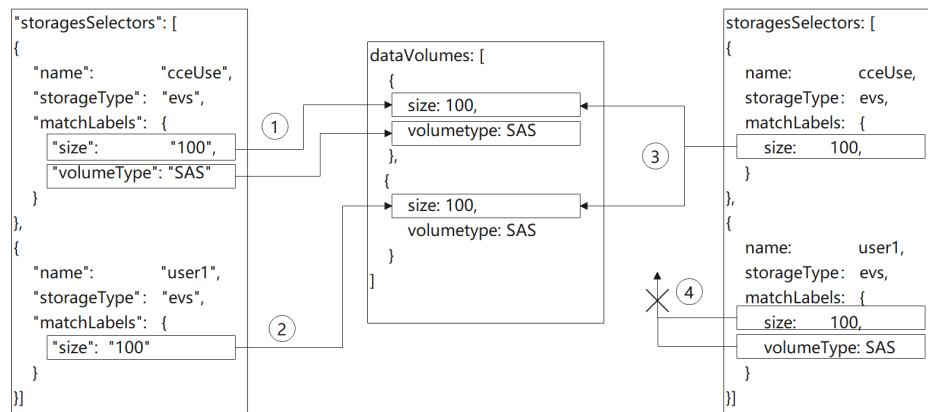 "storagesSelectors": [
{
"name": "cceUse",
"storageType": "evs",
"matchLabels": {
"size": "100",
"volumeType": "SAS"
}
},
{
"name": "user1",
"storageType": "evs",
"matchLabels": {
"size": "100"
}
}]
1
2
dataVolumes: [
{
size: 100,
volumetype: SAS
},
{
size: 100,
volumetype: SAS
}
]
3
4
storagesSelectors: [
{
name: cceUse,
storageType: evs,
matchLabels: {
size: 100,
}
},
{
name: user1,
storageType: evs,
matchLabels: {
size: 100,
volumeType: SAS
}
}]